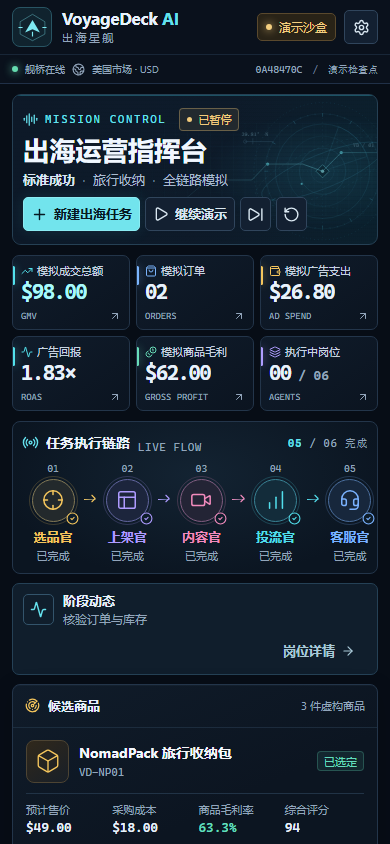 VoyageDeck AI
出海星舰
演示沙盒
舰桥在线 美国市场 · USD 0A48470C / 演示检查点
MISSION CONTROL 已暂停
出海运营指挥台
标准成功 · 旅行收纳 · 全链路模拟
新建出海任务 继续演示
模拟成交总额 模拟订单 模拟广告支出
$98.00 02 $26.80
GMV ORDERS AD SPEND
广告回报 模拟商品毛利 执行中岗位
1.83× $62.00 00 / 06
ROAS GROSS PROFIT AGENTS
任务执行链路 LIVE FLOW 05 / 06 完成
01 02 03 04 05
选品官 上架官 内容官 投流官 客服官
已完成 已完成 已完成 已完成 已完成
阶段动态
核验订单与库存
岗位详情
候选商品 3 件虚构商品
NomadPack 旅行收纳包
VD-NP01 已选定
预计售价 采购成本 商品毛利率 综合评分
$49.00 $18.00 63.3% 94